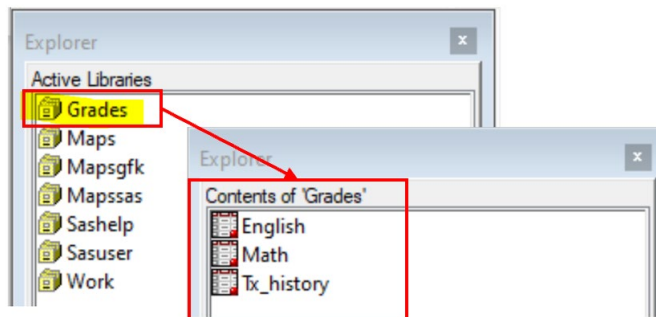 Explorer
x
Active Libraries
Grades
Maps
Mapsgfk
Mapssas
Sashelp
Sasuser
Work
Explorer
x
Contents of 'Grades'
English
Math
Tx_history